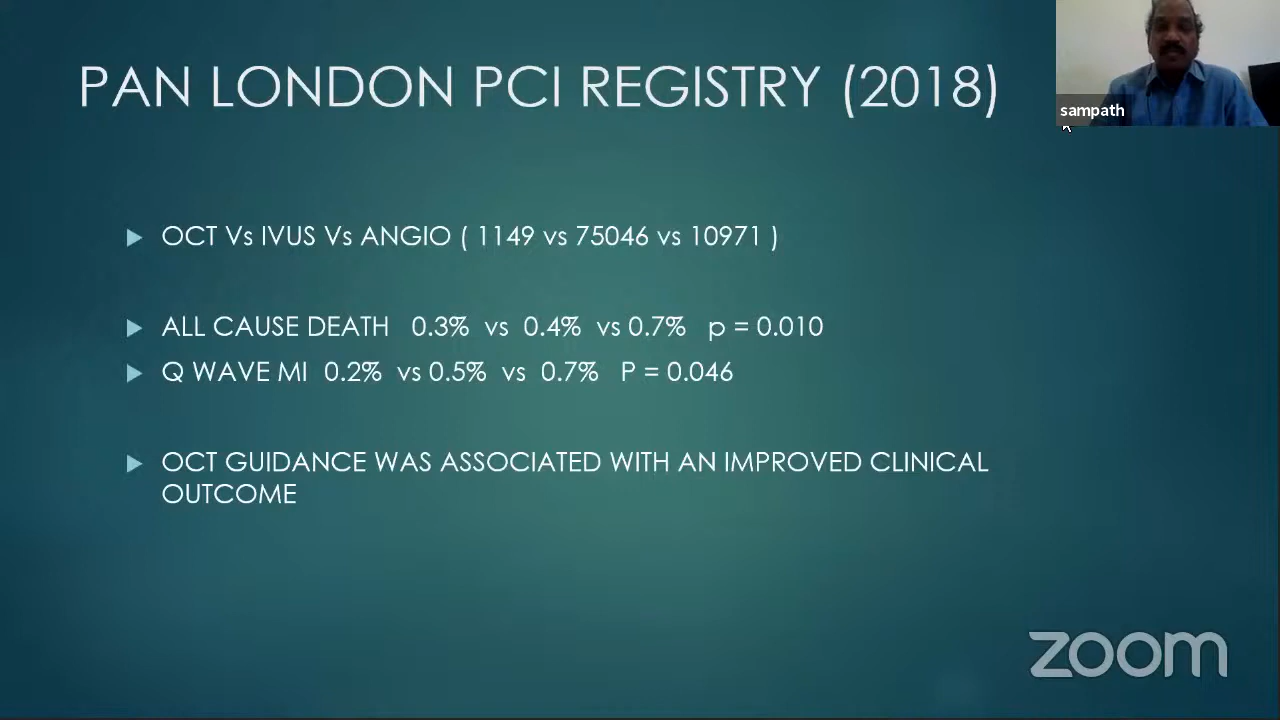 PAN LONDON PCI REGISTRY (2018)
sampath
OCT Vs IVUS Vs ANGIO ( 1149 vs 75046 vs 10971 )
ALL CAUSE DEATH 0.3% vs 0.4% vs 0.7% p = 0.010
Q WAVE MI 0.2% vs 0.5% vs 0.7% P = 0.046
OCT GUIDANCE WAS ASSOCIATED WITH AN IMPROVED CLINICAL
OUTCOME
zoom